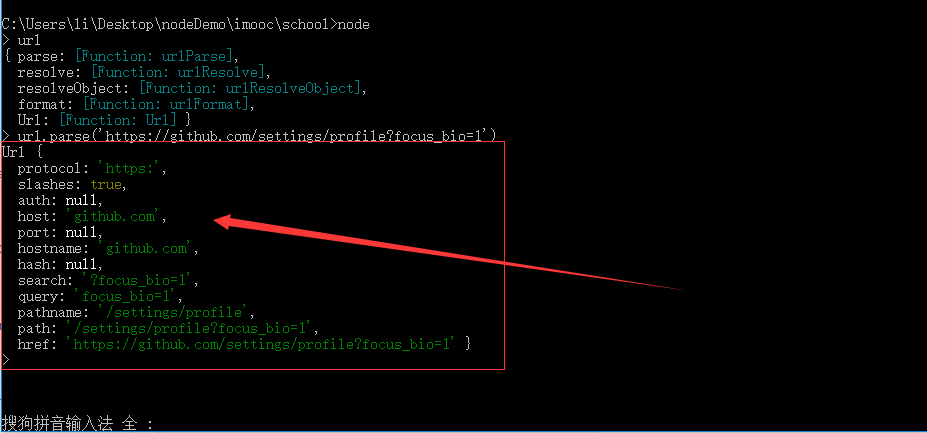 C:\Users\li\Desktop\nodeDemo\imooc\school>node
> url
{ parse: [Function: urlParse],
  resolve: [Function: urlResolve],
  resolveObject: [Function: urlResolveObject],
  format: [Function: urlFormat],
  Url: [Function: Url] }
> url.parse('https://github.com/settings/profile?focus_bio=1')
Url {
  protocol: 'https:',
  slashes: true,
  auth: null,
  host: 'github.com',
  port: null,
  hostname: 'github.com',
  hash: null,
  search: '?focus_bio=1',
  query: 'focus_bio=1',
  pathname: '/settings/profile',
  path: '/settings/profile?focus_bio=1',
  href: 'https://github.com/settings/profile?focus_bio=1' }
>
搜狗拼音输入法 全 :